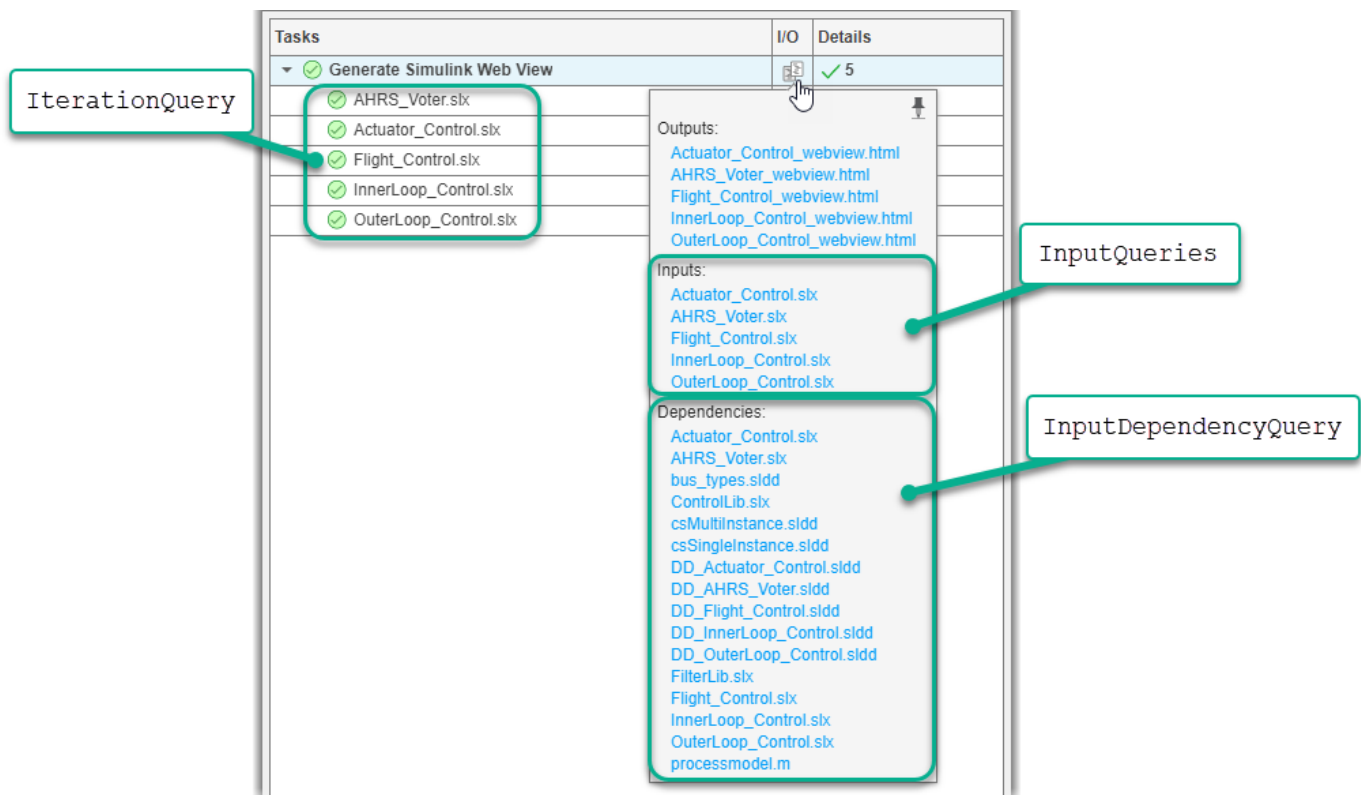 Tasks I/O Details
Generate Simulink Web View 5
IterationQuery
AHRS_Voter.slx
Actuator_Control.slx
Flight_Control.slx
InnerLoop_Control.slx
OuterLoop_Control.slx
Outputs:
Actuator_Control_webview.html
AHRS_Voter_webview.html
Flight_Control_webview.html
InnerLoop_Control_webview.html
OuterLoop_Control_webview.html
InputQueries
Inputs:
Actuator_Control.slx
AHRS_Voter.slx
Flight_Control.slx
InnerLoop_Control.slx
OuterLoop_Control.slx
InputDependencyQuery
Dependencies:
Actuator_Control.slx
AHRS_Voter.slx
bus_types.sldd
ControlLib.slx
csMultiInstance.sldd
csSingleInstance.sldd
DD_Actuator_Control.sldd
DD_AHRS_Voter.sldd
DD_Flight_Control.sldd
DD_InnerLoop_Control.sldd
DD_OuterLoop_Control.sldd
FilterLib.slx
Flight_Control.slx
InnerLoop_Control.slx
OuterLoop_Control.slx
processmodel.m